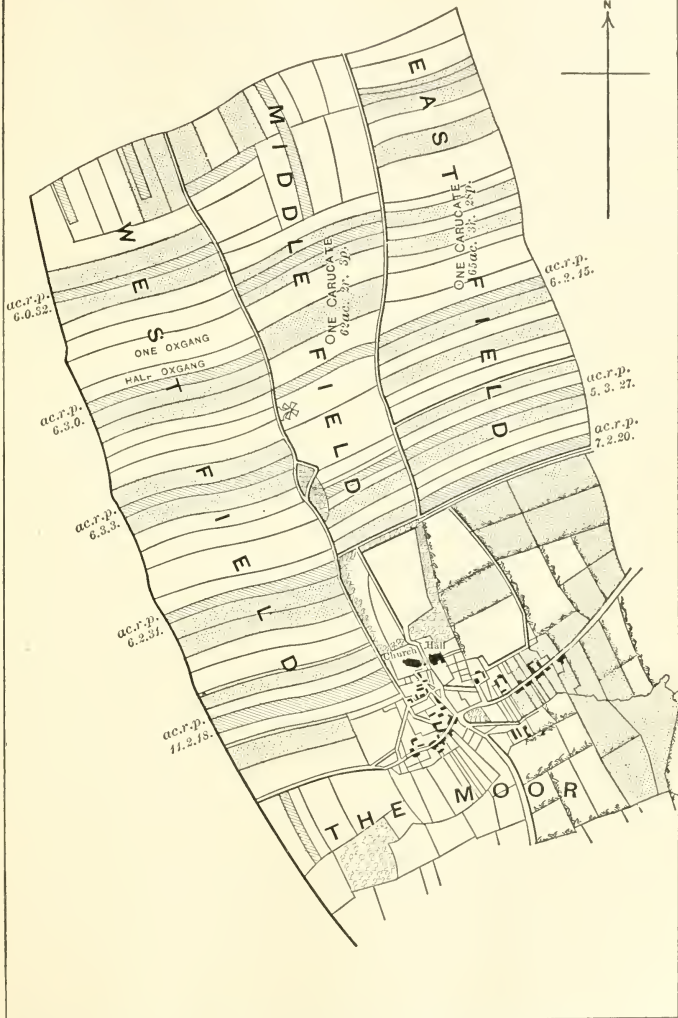 N
EAST FIELD
ONE CARUCATE
65ac. 3r. 28p.
MIDDLE FIELD
ONE CARUCATE
62ac. 2r. 3p.
WEST FIELD
ONE OXGANG
HALF OXGANG
ac.r.p.
6.2.15.
ac.r.p.
5.3.27.
ac.r.p.
7.2.20.
ac.r.p.
6.0.32.
ac.r.p.
6.3.0.
ac.r.p.
6.3.3.
ac.r.p.
6.2.31.
ac.r.p.
11.2.18.
Church
Hall
THE MOOR